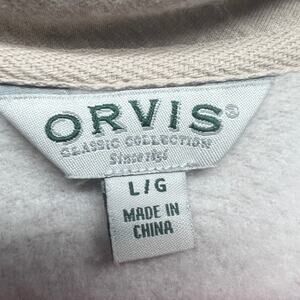 ORVIS®
CLASSIC COLLECTION
Since 1856
L/G
MADE IN
CHINA